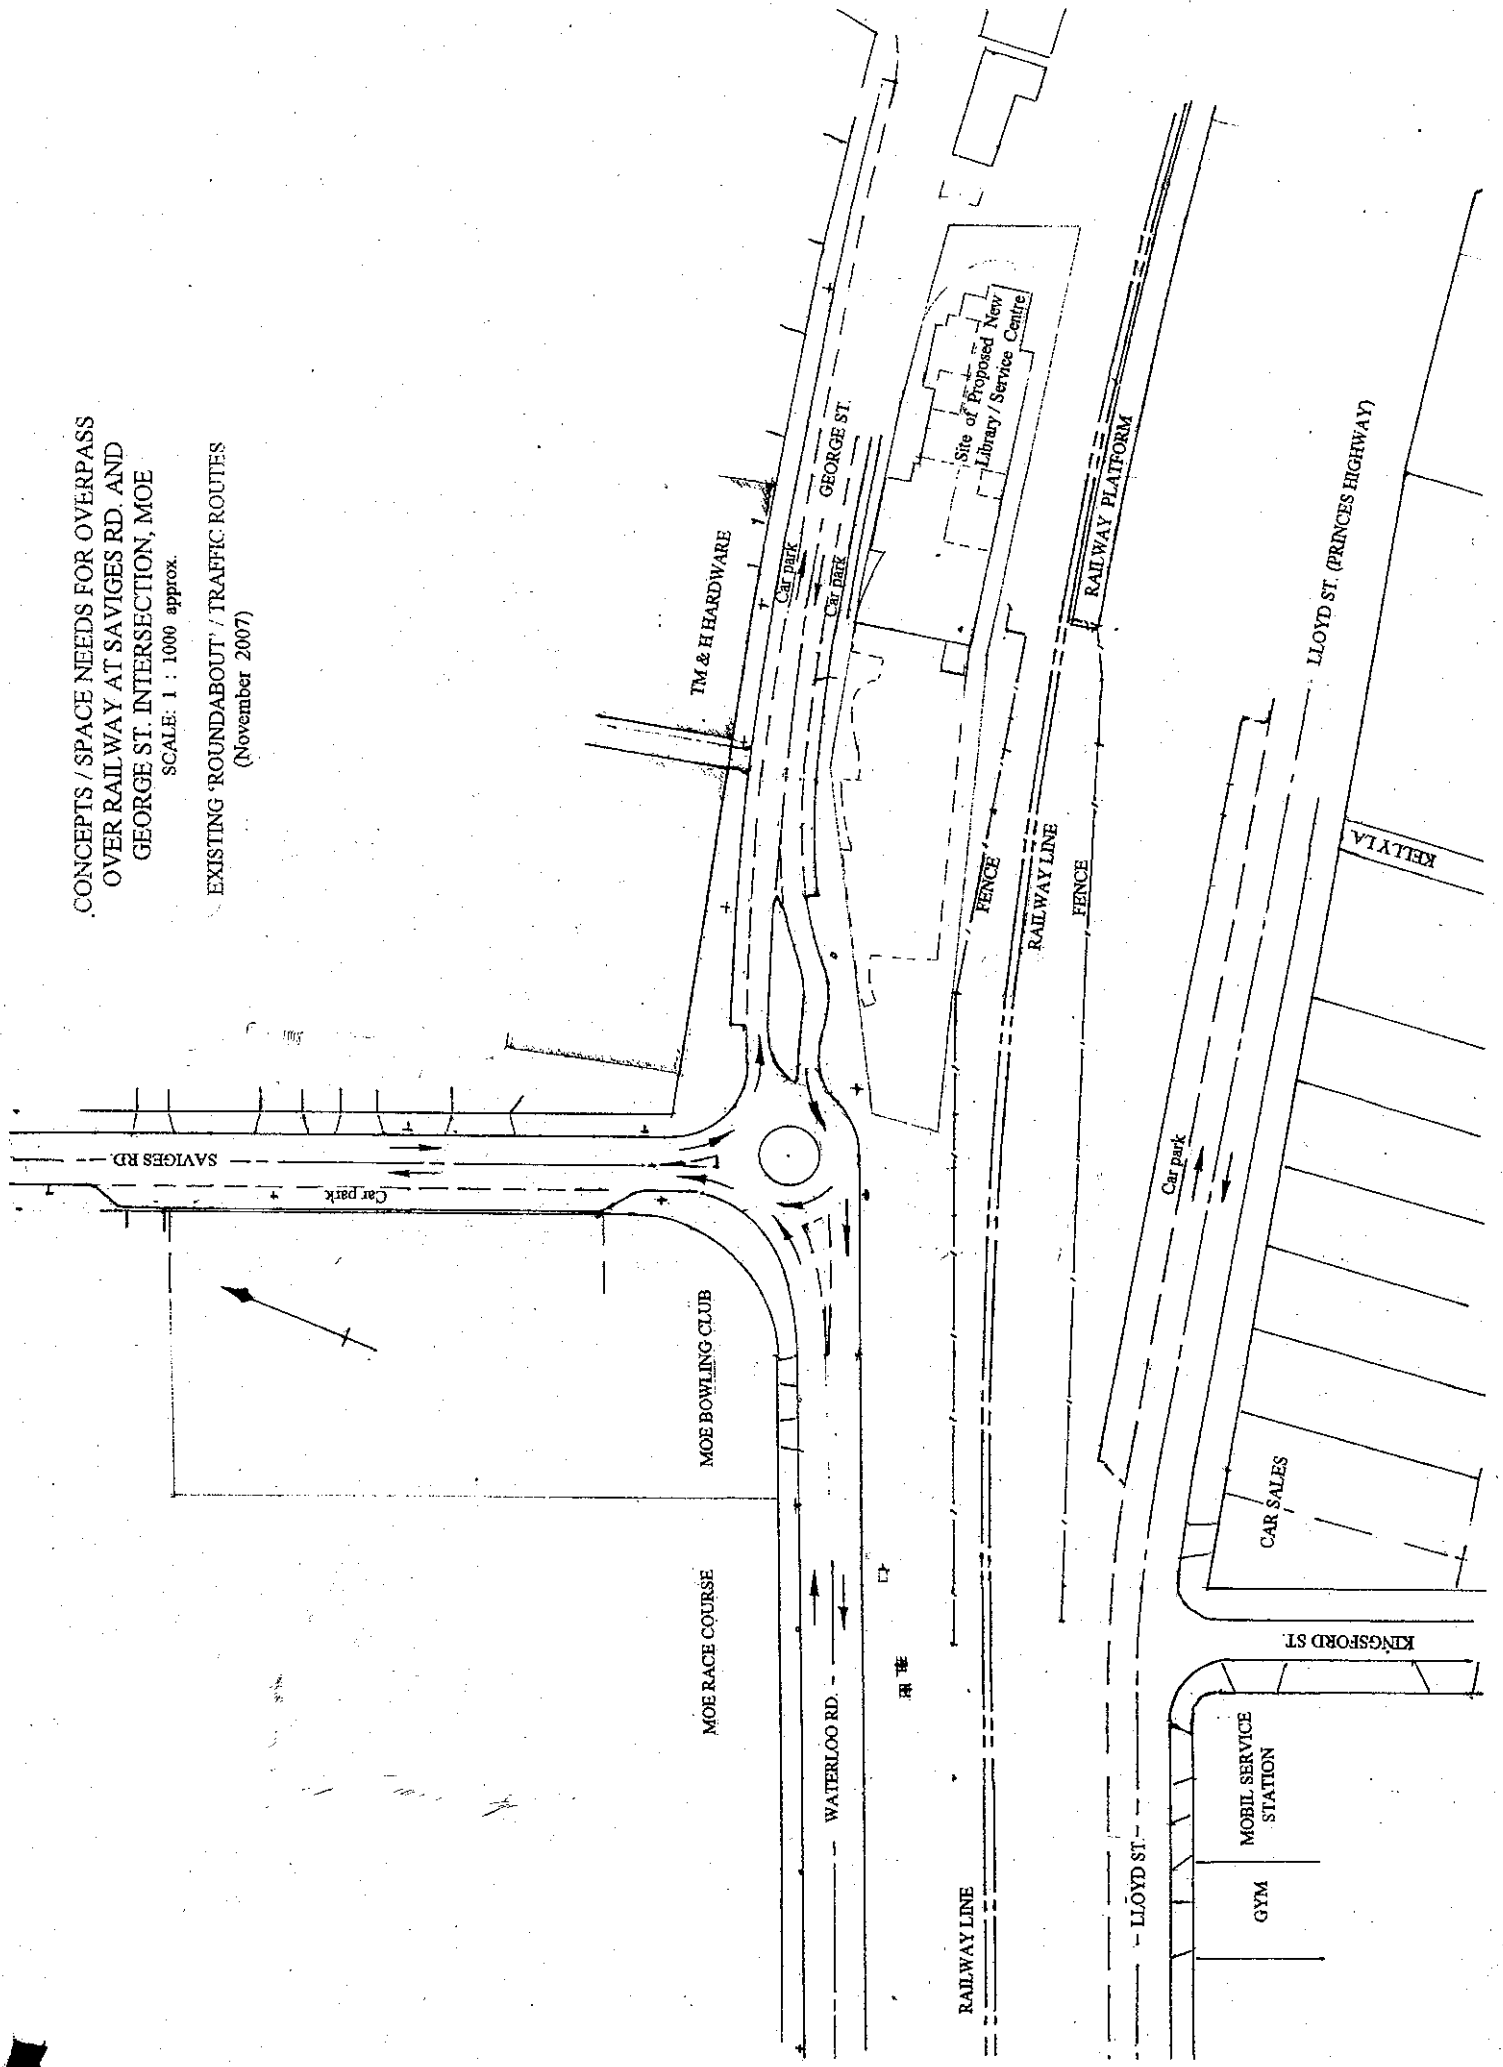 CONCEPTS / SPACE NEEDS FOR OVERPASS
OVER RAILWAY AT SAVIGES RD. AND
GEORGE ST. INTERSECTION, MOE
SCALE: 1 : 1000 approx.
EXISTING 'ROUNDABOUT' / TRAFFIC ROUTES
(November 2007)
SAVIGES RD.
Car park
TM & H HARDWARE
Car park
GEORGE ST.
Car park
Site of Proposed New
Library / Service Centre
MOE RACE COURSE
MOE BOWLING CLUB
WATERLOO RD.
FENCE
RAILWAY LINE
RAILWAY LINE
FENCE
RAILWAY PLATFORM
LLOYD ST.
Car park
LLOYD ST. (PRINCES HIGHWAY)
GYM
MOBIL SERVICE
STATION
KINGSFORD ST.
CAR SALES
KELLY LA.